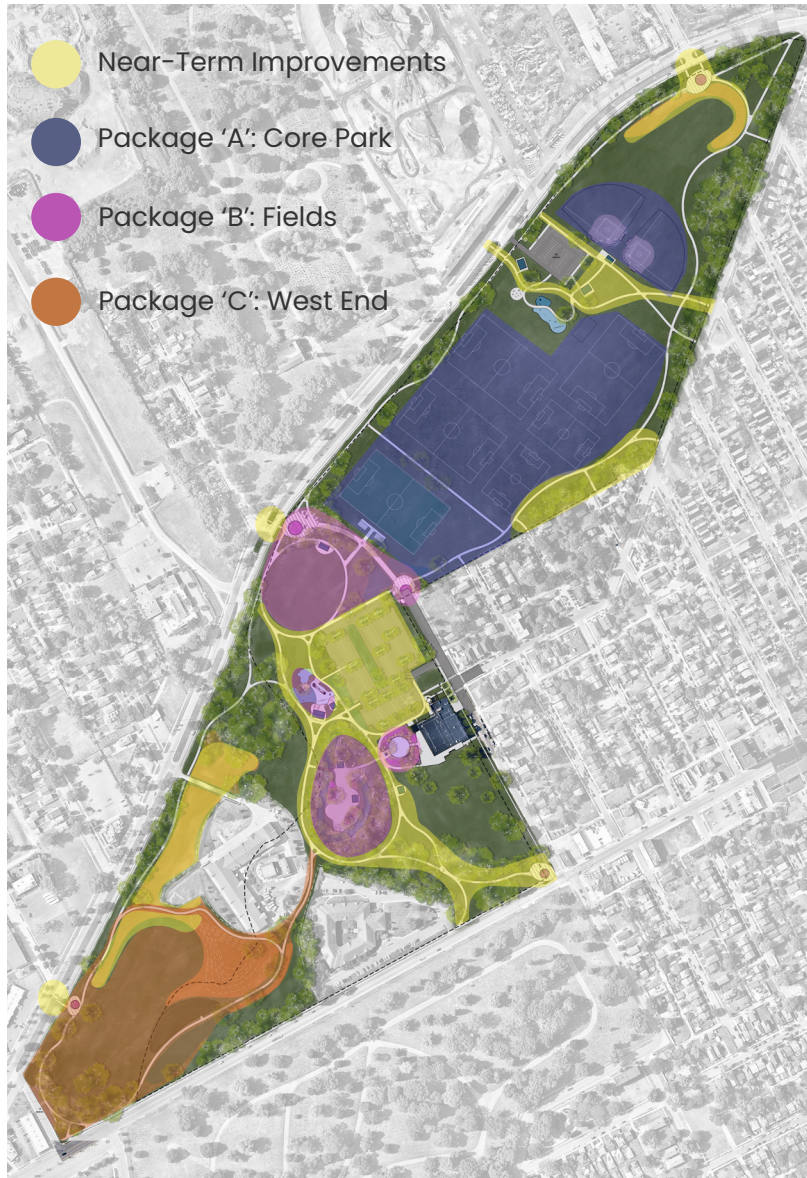 Near-Term Improvements
Package ‘A’: Core Park
Package ‘B’: Fields
Package ‘C’: West End